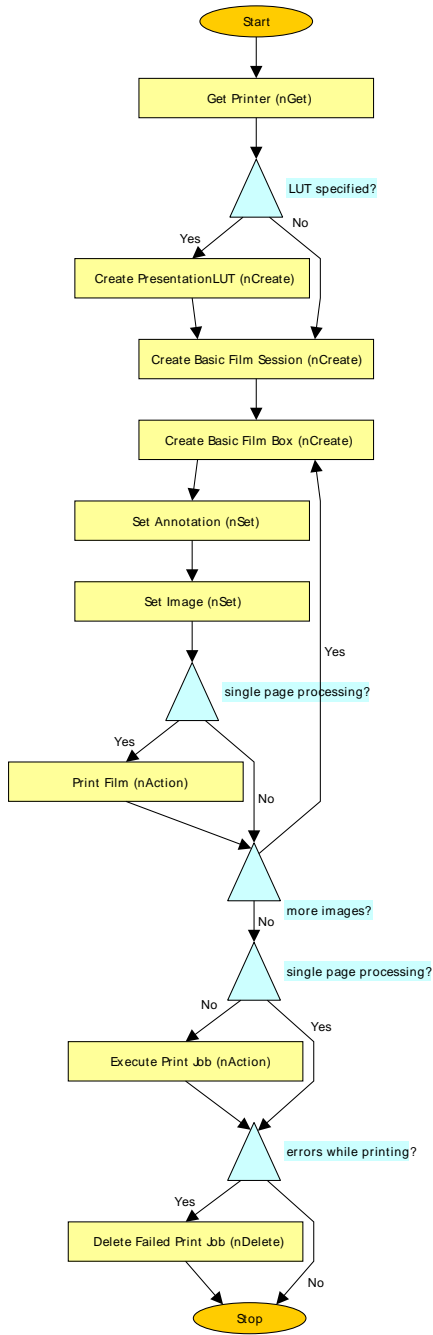 Start
Get Printer (nGet)
LUT specified?
Yes
No
Create PresentationLUT (nCreate)
Create Basic Film Session (nCreate)
Create Basic Film Box (nCreate)
Set Annotation (nSet)
Set Image (nSet)
Yes
single page processing?
Yes
Print Film (nAction)
No
more images?
No
single page processing?
No
Yes
Execute Print Job (nAction)
errors while printing?
Yes
Delete Failed Print Job (nDelete)
No
Stop